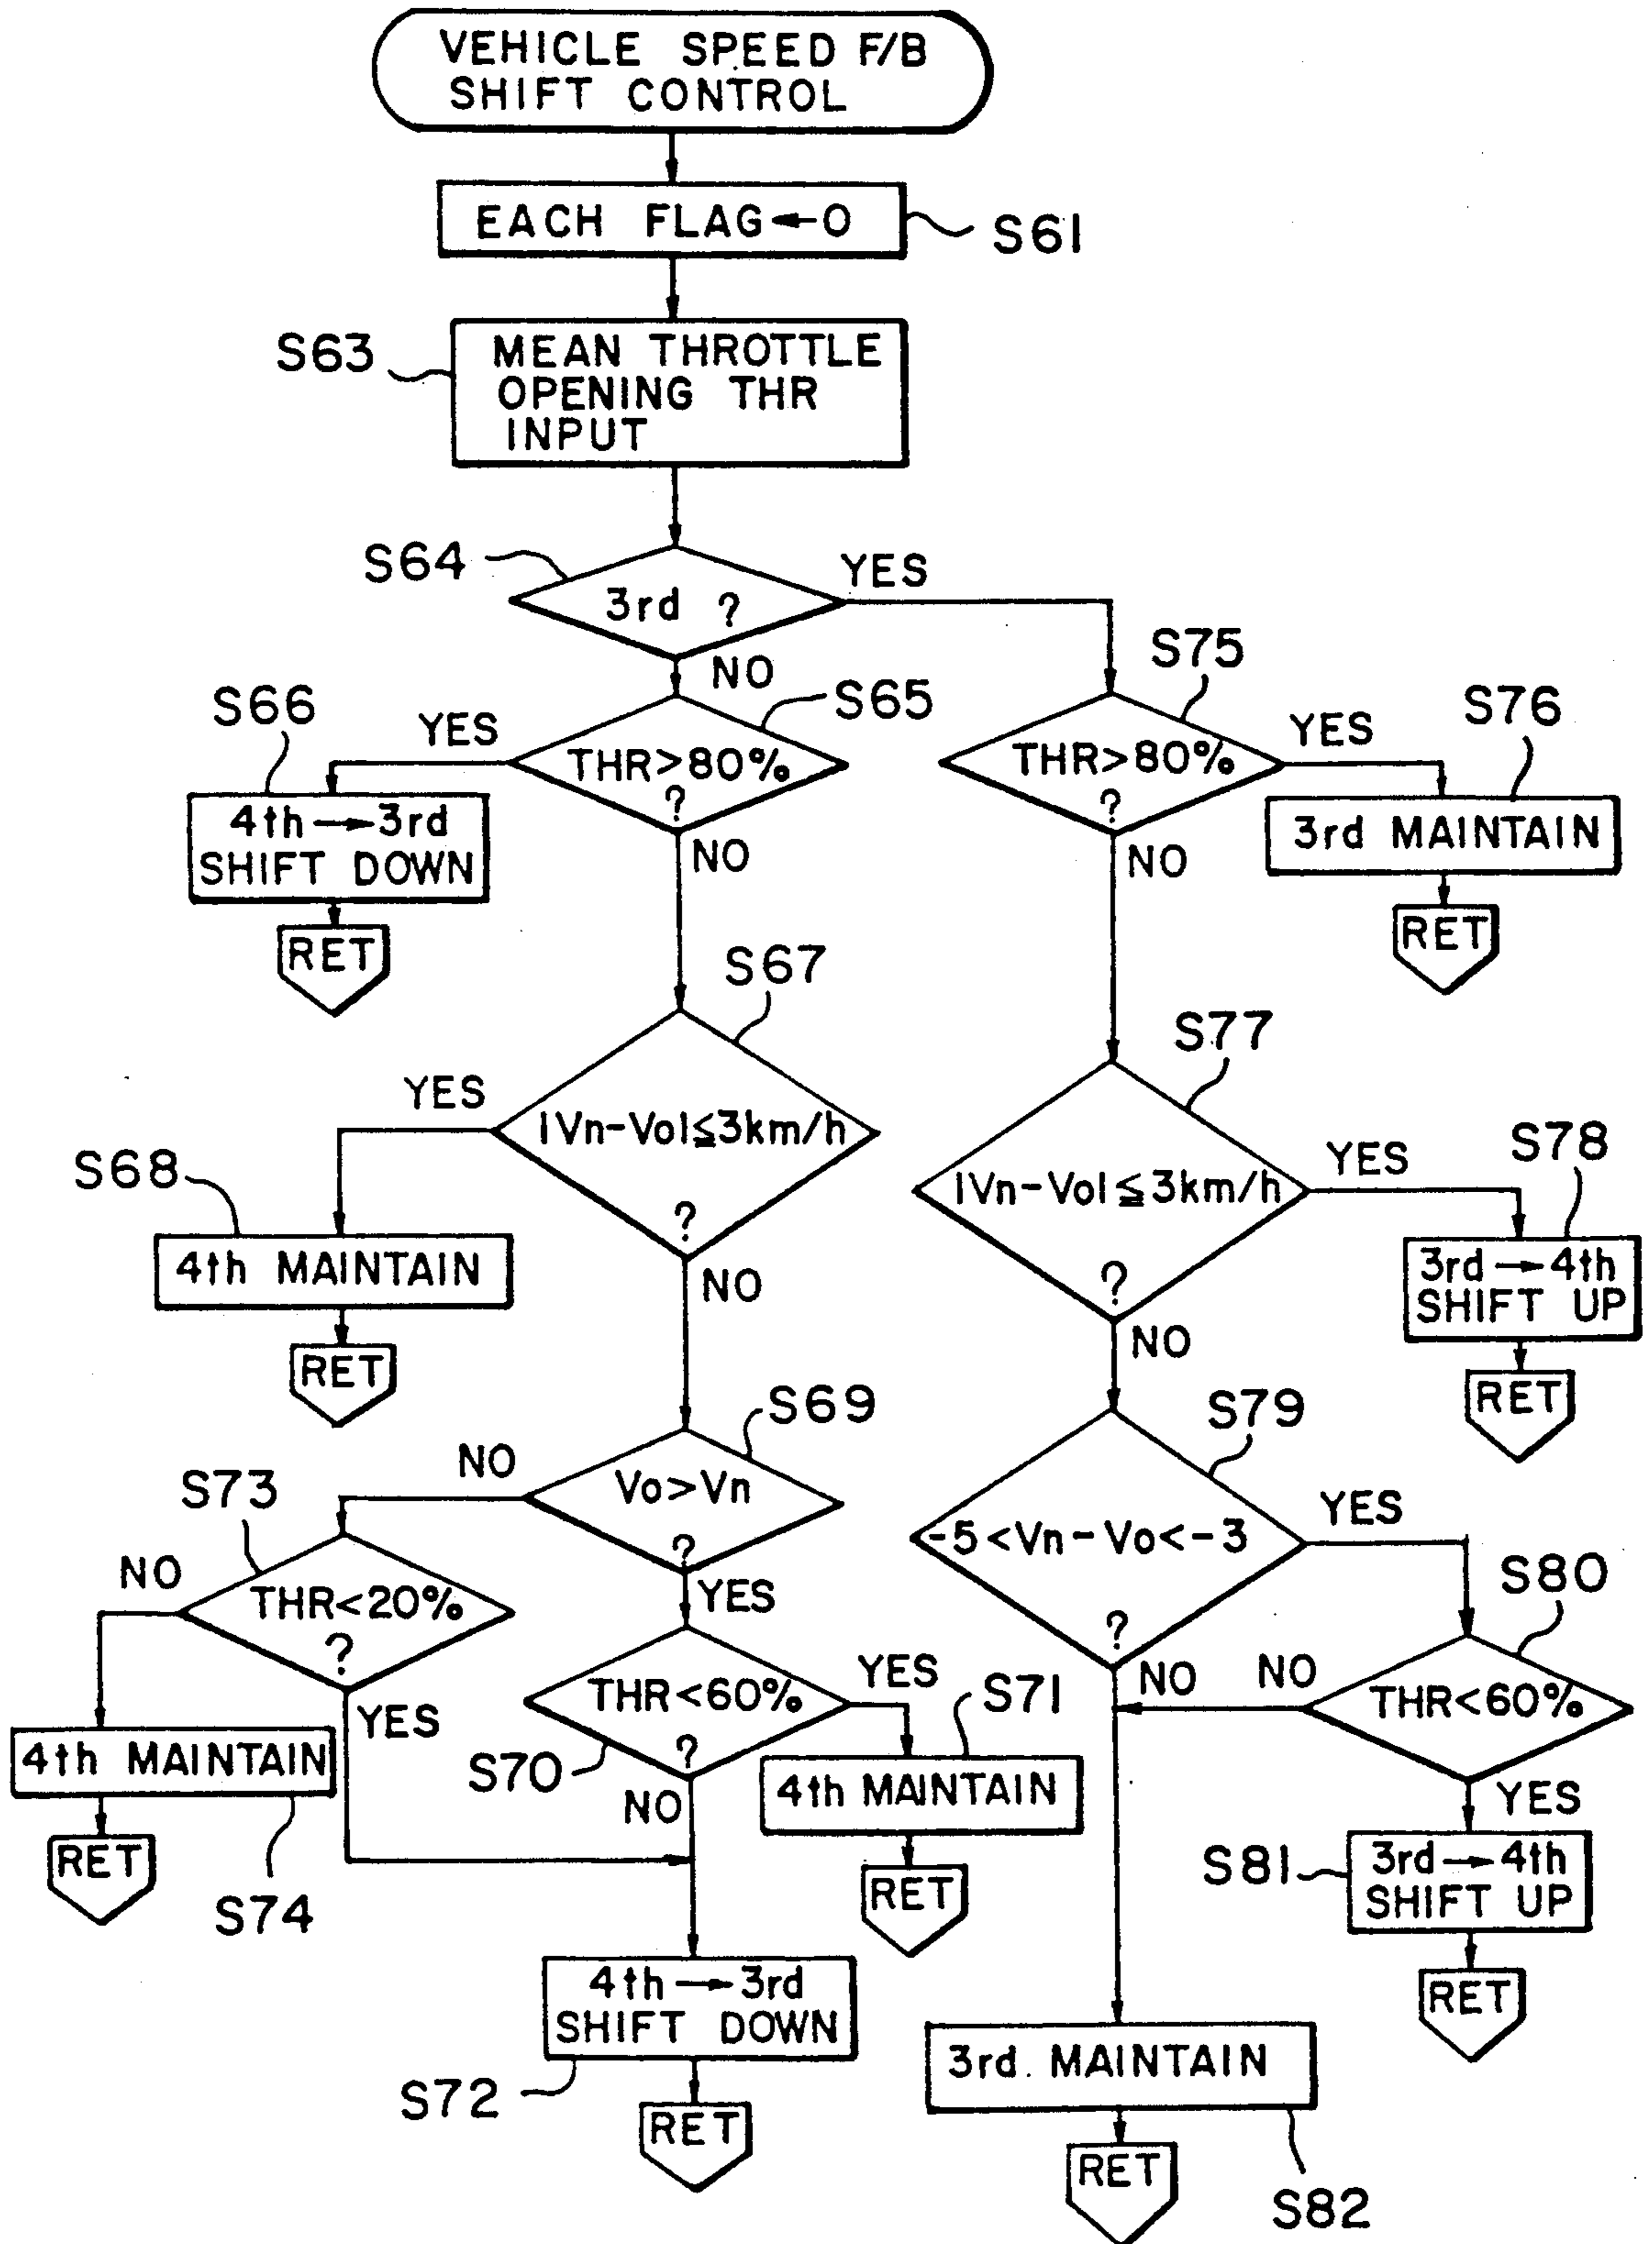 VEHICLE SPEED F/B
SHIFT CONTROL
EACH FLAG←0
S61
S63
MEAN THROTTLE
OPENING THR
INPUT
S64
3rd ?
YES
NO
S75
S65
S66
YES
THR>80%
?
NO
4th→3rd
SHIFT DOWN
RET
THR>80%
?
YES
S76
3rd MAINTAIN
RET
NO
S67
YES
|Vn-Vo|≦3km/h
?
NO
S68
4th MAINTAIN
RET
S77
|Vn-Vo|≦3km/h
?
YES
S78
3rd→4th
SHIFT UP
RET
NO
S69
NO
Vo>Vn
?
YES
S73
NO
THR<20%
?
YES
4th MAINTAIN
RET
S74
THR<60%
?
YES
S70
NO
S71
4th MAINTAIN
RET
4th→3rd
SHIFT DOWN
S72
RET
S79
-5<Vn-Vo<-3
?
YES
NO
S80
NO
THR<60%
YES
S81
3rd→4th
SHIFT UP
RET
3rd. MAINTAIN
RET
S82